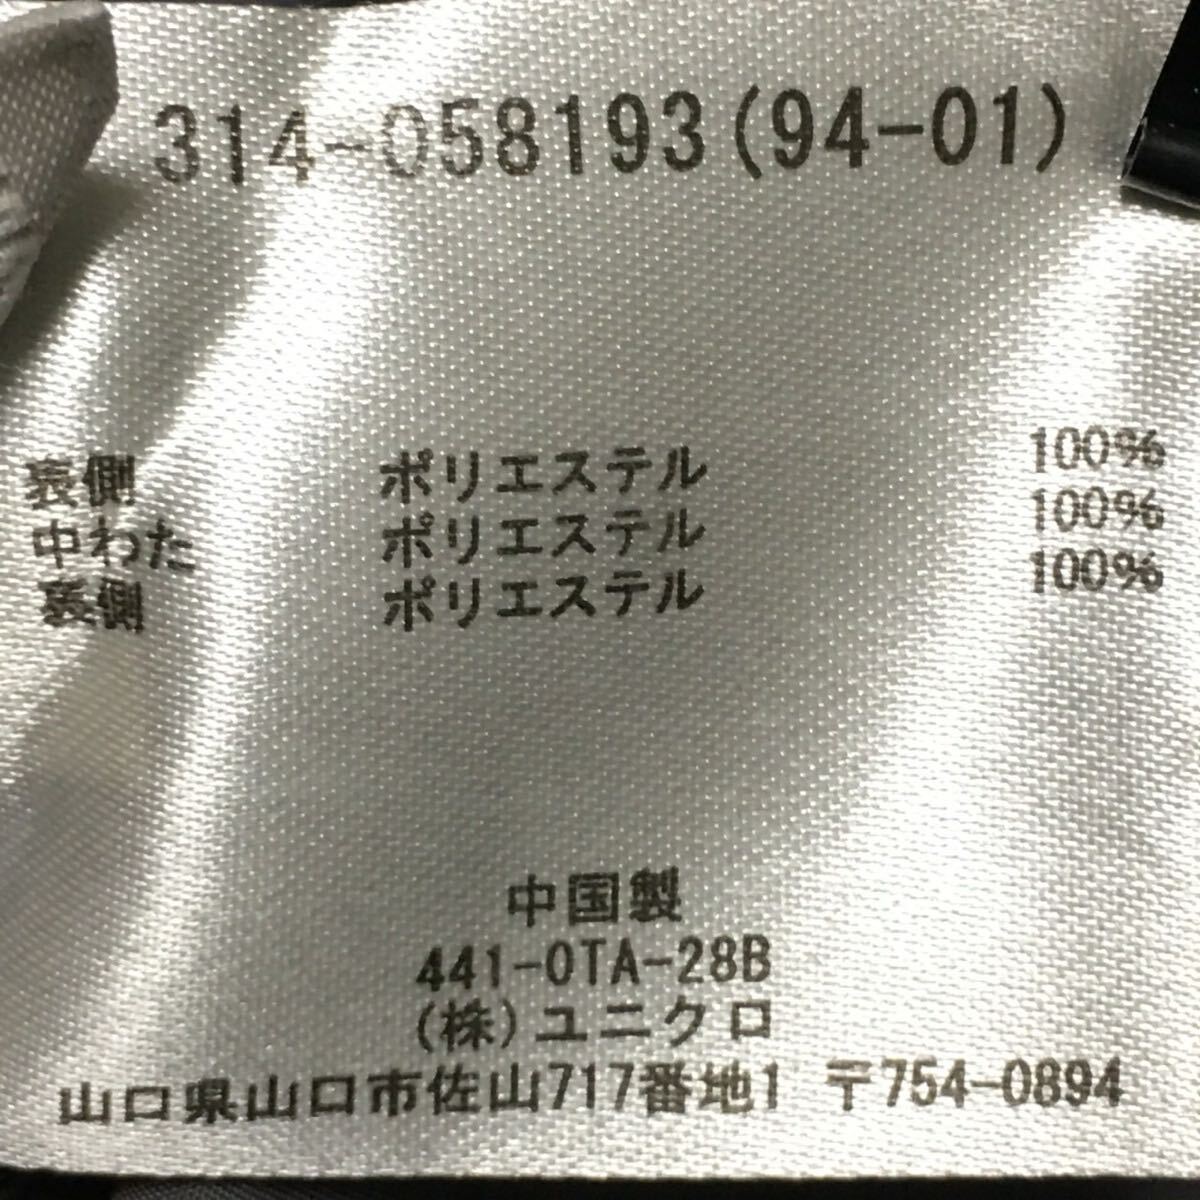 314-058193(94-01)
表側 ポリエステル 100%
中わた ポリエステル 100%
裏側 ポリエステル 100%
中国製
441-0TA-28B
(株)ユニクロ
山口県山口市佐山717番地1 〒754-0894